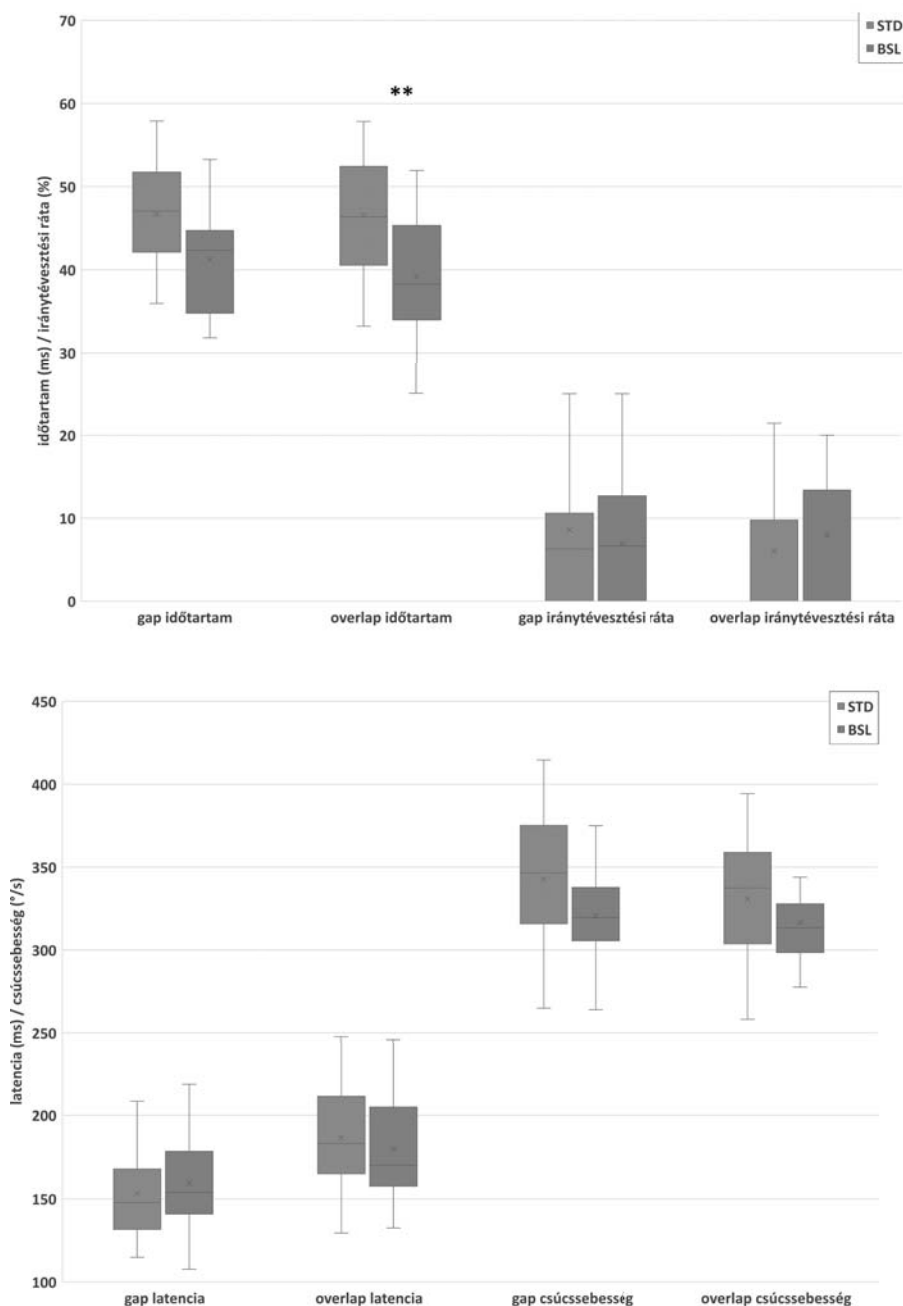 70
60
50
40
30
20
10
0
időtartam (ms) / iránytévesztési ráta (%)
STD
BSL
**
gap időtartam
overlap időtartam
gap iránytévesztési ráta
overlap iránytévesztési ráta
450
400
350
300
250
200
150
100
latencia (ms) / csúcssebesség (°/s)
STD
BSL
gap latencia
overlap latencia
gap csúcssebesség
overlap csúcssebesség